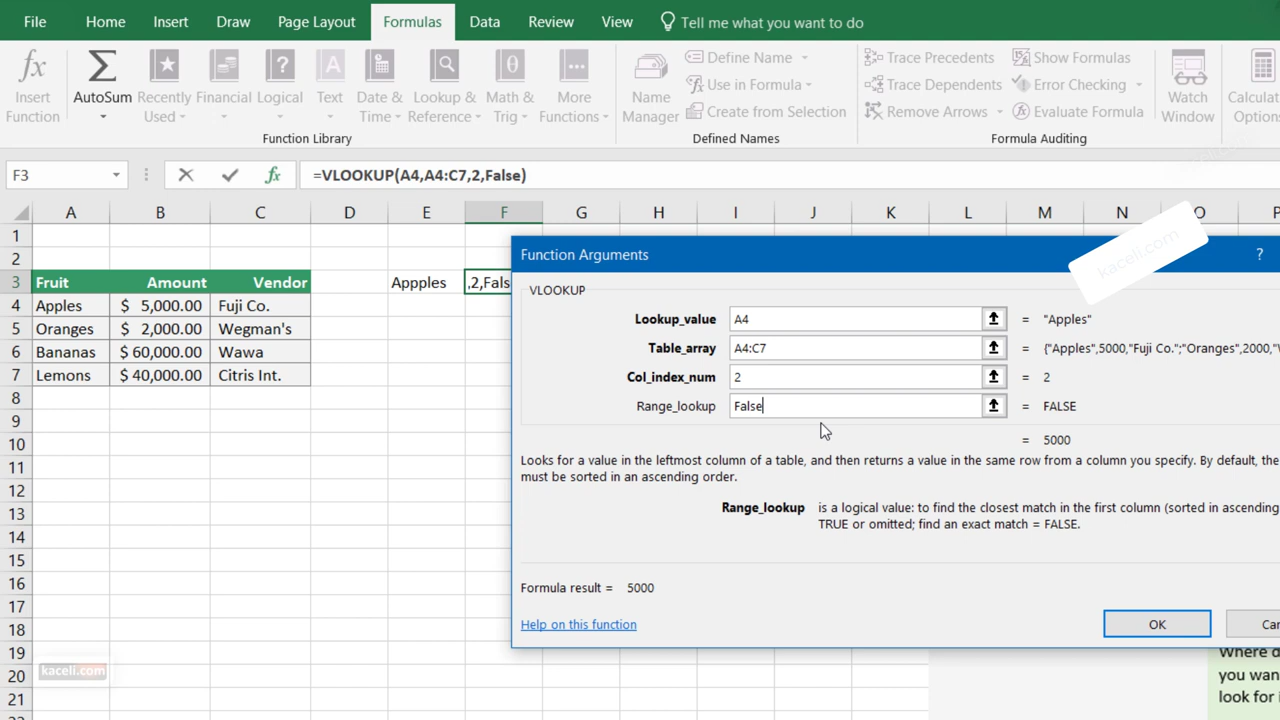 File Home Insert Draw Page Layout Formulas Data Review View Tell me what you want to do
Insert Function
AutoSum
Recently Used
Financial
Logical
Text
Date & Time
Lookup & Reference
Math & Trig
More Functions
Function Library
Name Manager
Define Name
Use in Formula
Create from Selection
Defined Names
Trace Precedents
Trace Dependents
Remove Arrows
Show Formulas
Error Checking
Evaluate Formula
Formula Auditing
Watch Window
F3 fx =VLOOKUP(A4,A4:C7,2,False)
A B C D E F G H I J K L M N O P
1
2
3 Fruit Amount Vendor Appples ,2,Fals
4 Apples $ 5,000.00 Fuji Co.
5 Oranges $ 2,000.00 Wegman's
6 Bananas $ 60,000.00 Wawa
7 Lemons $ 40,000.00 Citris Int.
8
9
10
11
12
13
14
15
16
17
18
19
20
21
Function Arguments ?
kaceli.com
VLOOKUP
Lookup_value A4 = "Apples"
Table_array A4:C7 = {"Apples",5000,"Fuji Co.";"Oranges",2000,
Col_index_num 2 = 2
Range_lookup False = FALSE
= 5000
Looks for a value in the leftmost column of a table, and then returns a value in the same row from a column you specify. By default, the
must be sorted in an ascending order.
Range_lookup is a logical value: to find the closest match in the first column (sorted in ascending
TRUE or omitted; find an exact match = FALSE.
Formula result = 5000
Help on this function
OK
kaceli.com
Where
you
look for